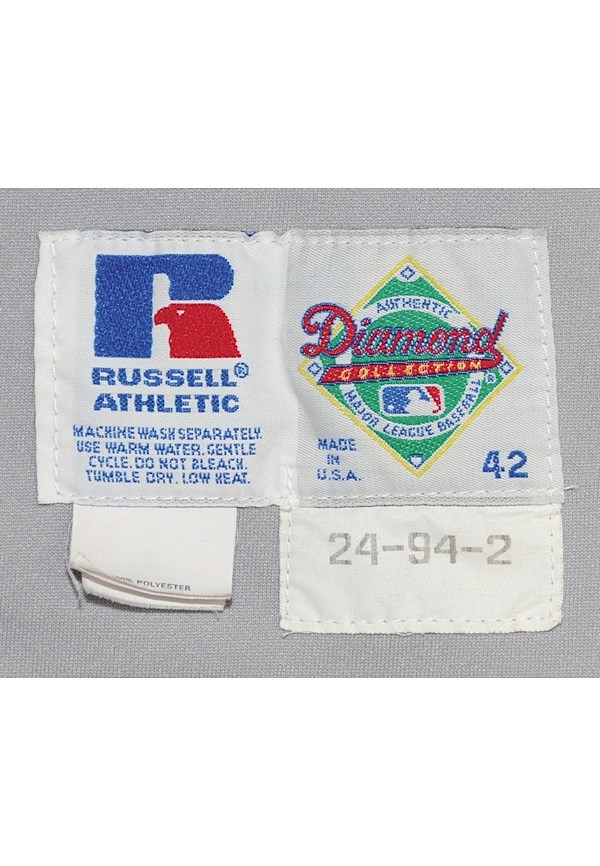 RUSSELL®
ATHLETIC
MACHINE WASH SEPARATELY.
USE WARM WATER. GENTLE
CYCLE. DO NOT BLEACH.
TUMBLE DRY. LOW HEAT.
AUTHENTIC
Diamond
COLLECTION
MAJOR LEAGUE BASEBALL®
MADE
IN
U.S.A.
42
100% POLYESTER
24-94-2